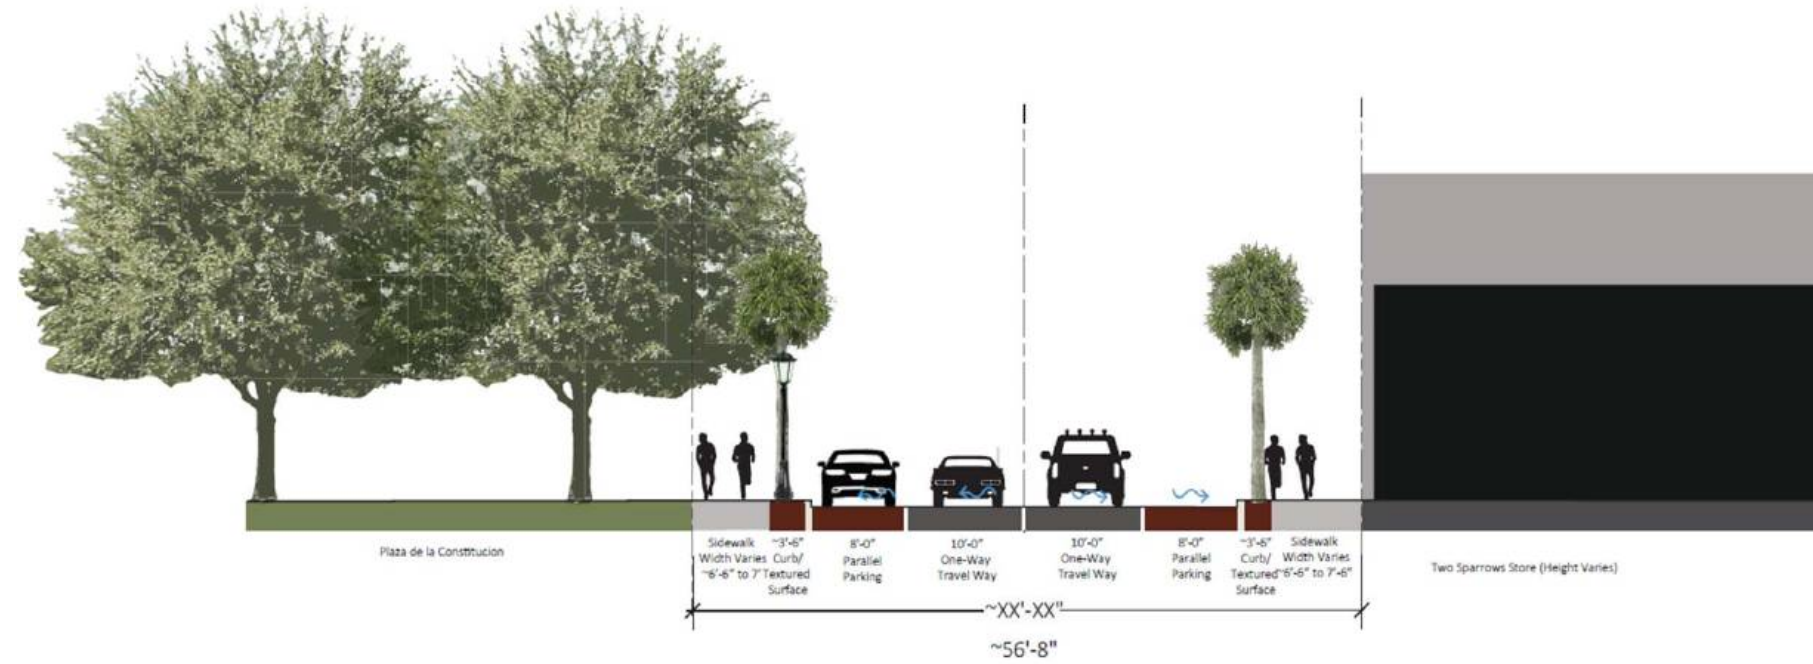 Plaza de la Constitucion
Sidewalk
Width Varies
~6'-6" to 7'
~3'-6"
Curb/
Textured
Surface
8'-0"
Parallel
Parking
10'-0"
One-Way
Travel Way
10'-0"
One-Way
Travel Way
8'-0"
Parallel
Parking
~3'-6"
Curb/
Textured
Surface
Sidewalk
Width Varies
~6'-6" to 7'-6"
Two Sparrows Store (Height Varies)
~XX'-XX"
~56'-8"